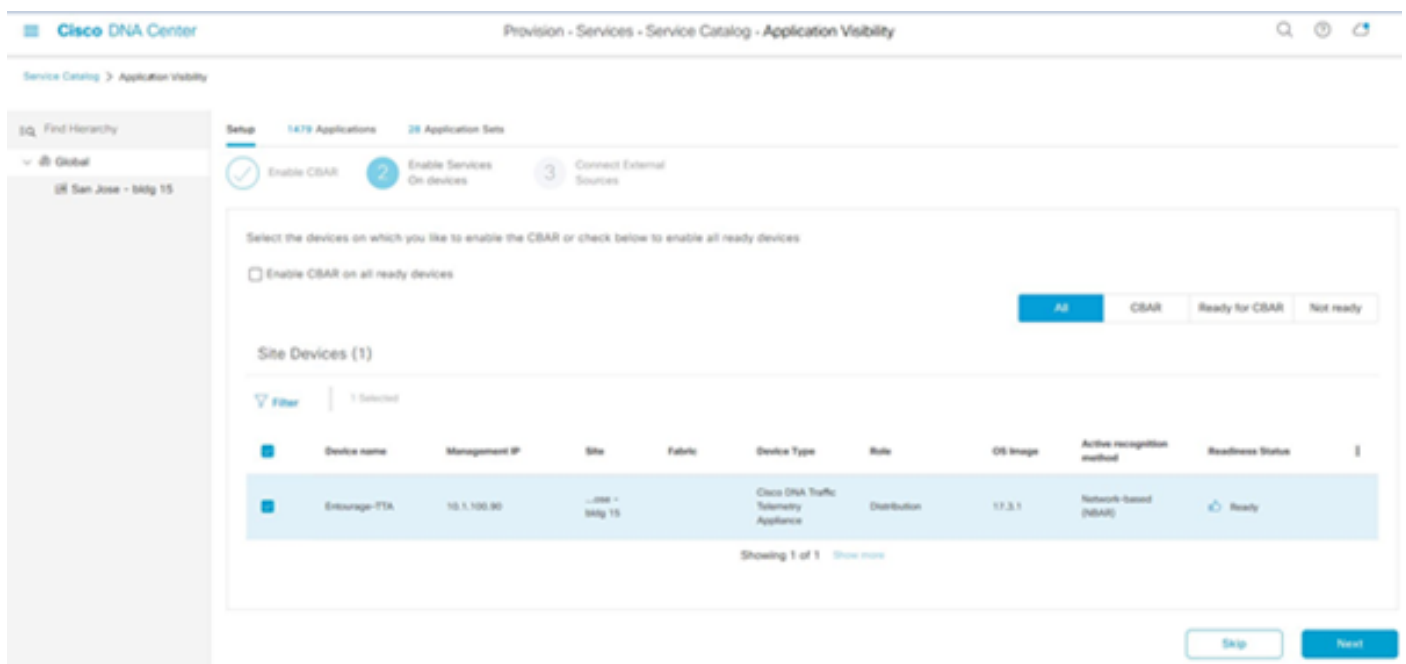 Cisco DNA Center
Provision - Services - Service Catalog - Application Visibility
Service Catalog > Application Visibility
Find Hierarchy
Global
San Jose - bldg 15
Setup 1479 Applications 28 Application Sets
Enable CBAR
2 Enable Services
On devices
3 Connect External
Sources
Select the devices on which you like to enable the CBAR or check below to enable all ready devices
Enable CBAR on all ready devices
All CBAR Ready for CBAR Not ready
Site Devices (1)
Filter 1 Selected
Device name Management IP Site Fabric Device Type Role OS Image Active recognition method Readiness Status
Entourage-TTA 10.1.100.90 ...ose - bldg 15 Cisco DNA Traffic Telemetry Appliance Distribution 17.3.1 Network-based (NBAR) Ready
Showing 1 of 1 Show more
Skip Next